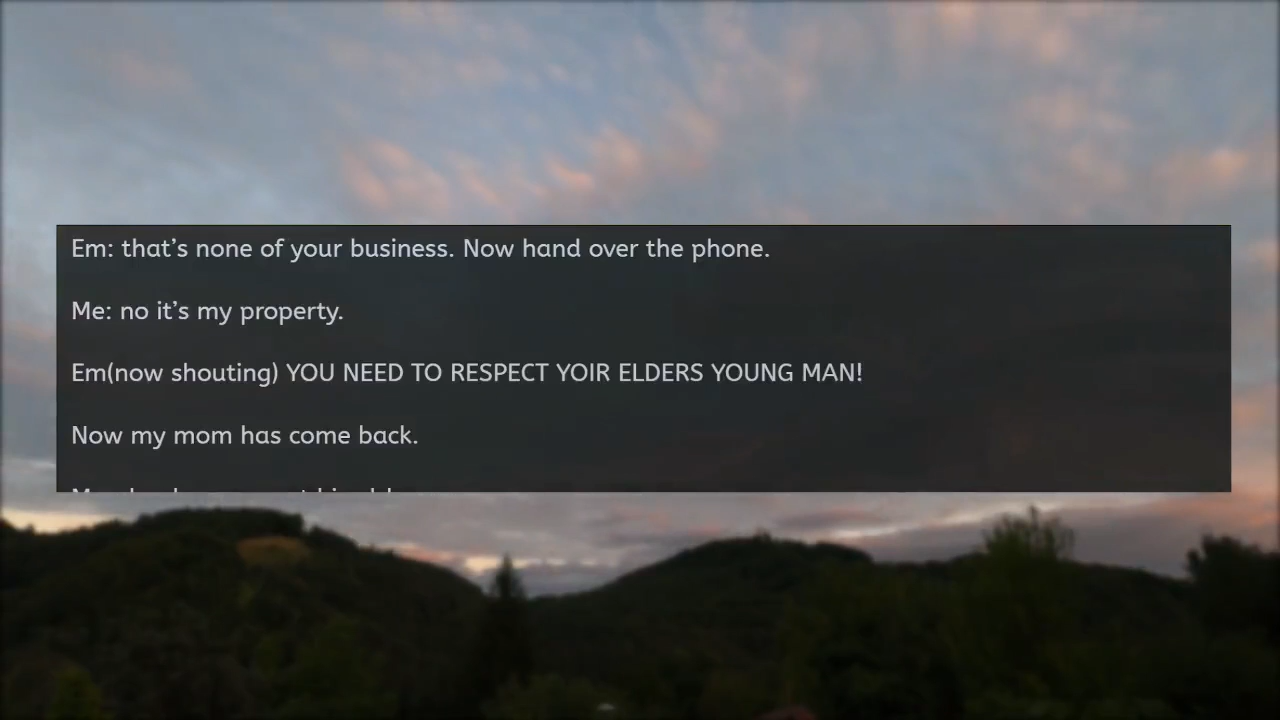 Em: that’s none of your business. Now hand over the phone.
Me: no it’s my property.
Em(now shouting) YOU NEED TO RESPECT YOIR ELDERS YOUNG MAN!
Now my mom has come back.